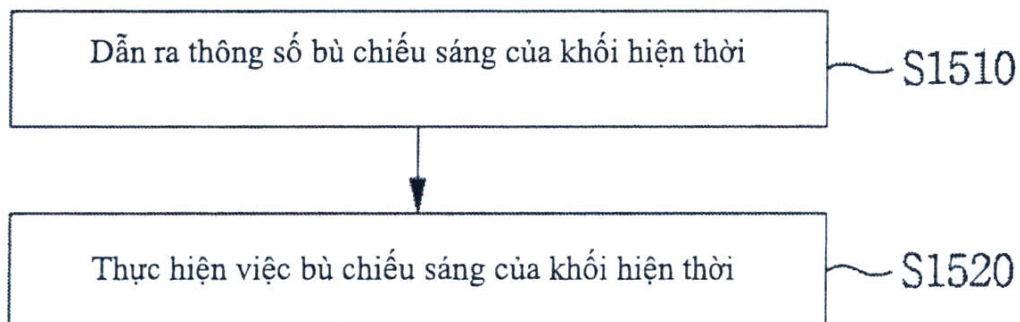 Dẫn ra thông số bù chiếu sáng của khối hiện thời
S1510
Thực hiện việc bù chiếu sáng của khối hiện thời
S1520